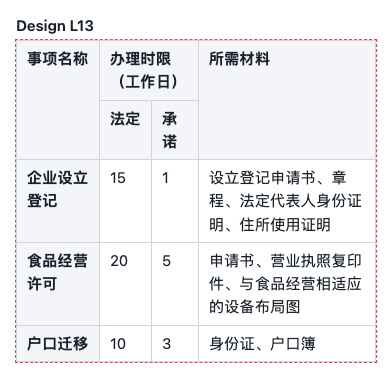 Design L13
事项名称
办理时限
（工作日）
所需材料
法定
承
诺
企业设立
登记
15
1
设立登记申请书、章
程、法定代表人身份证
明、住所使用证明
食品经营
许可
20
5
申请书、营业执照复印
件、与食品经营相适应
的设备布局图
户口迁移
10
3
身份证、户口簿